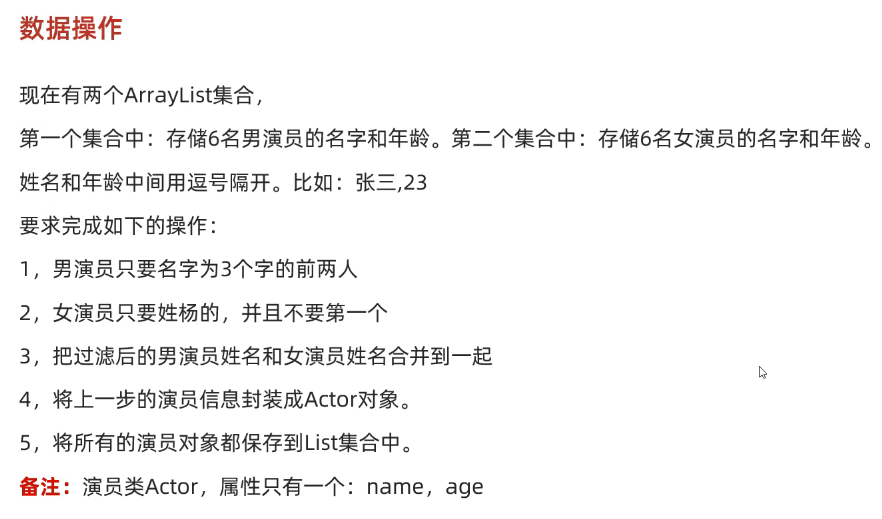 数据操作
现在有两个ArrayList集合，
第一个集合中：存储6名男演员的名字和年龄。第二个集合中：存储6名女演员的名字和年龄。
姓名和年龄中间用逗号隔开。比如：张三,23
要求完成如下的操作：
1，男演员只要名字为3个字的前两人
2，女演员只要姓杨的，并且不要第一个
3，把过滤后的男演员姓名和女演员姓名合并到一起
4，将上一步的演员信息封装成Actor对象。
5，将所有的演员对象都保存到List集合中。
备注：演员类Actor，属性只有一个：name，age